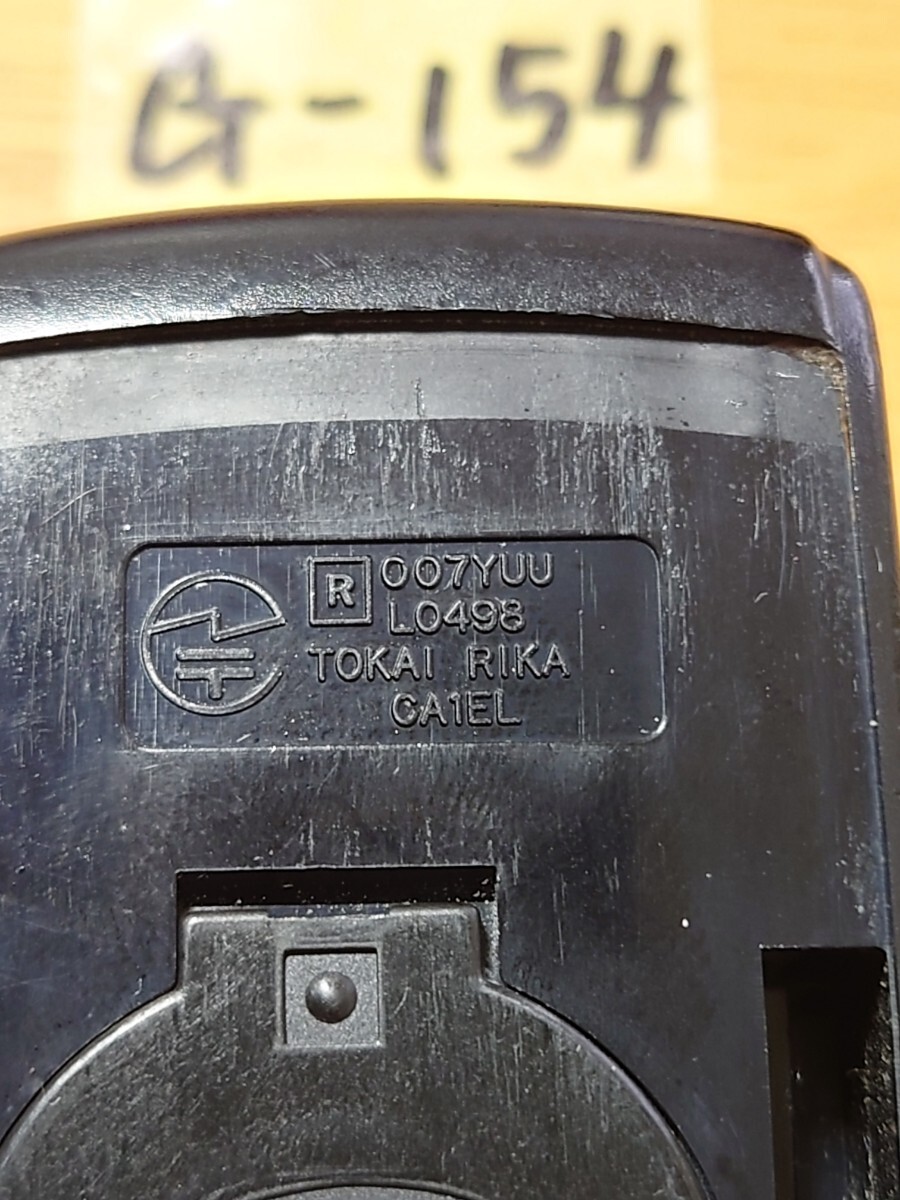 G-154
R 007YUU
L0498
TOKAI RIKA
CA1EL